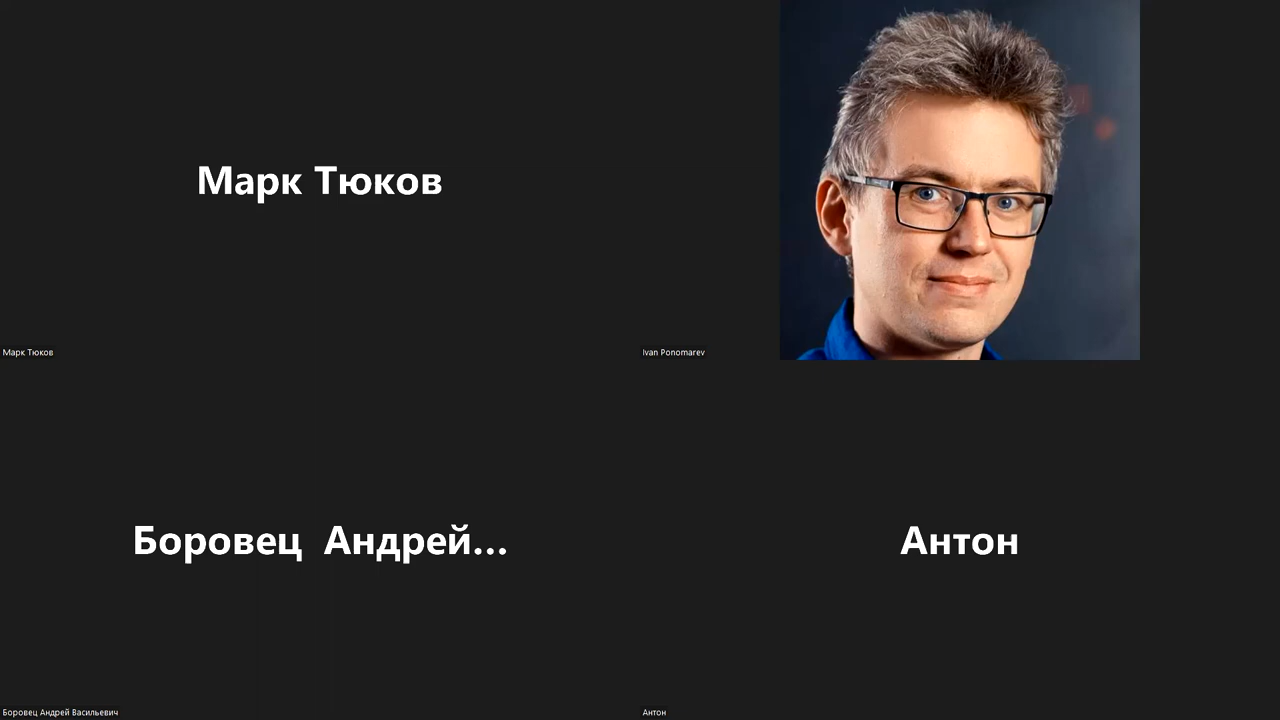 Марк Тюков
Марк Тюков
Ivan Ponomarev
Боровец Андрей...
Антон
Боровец Андрей Васильевич
Антон